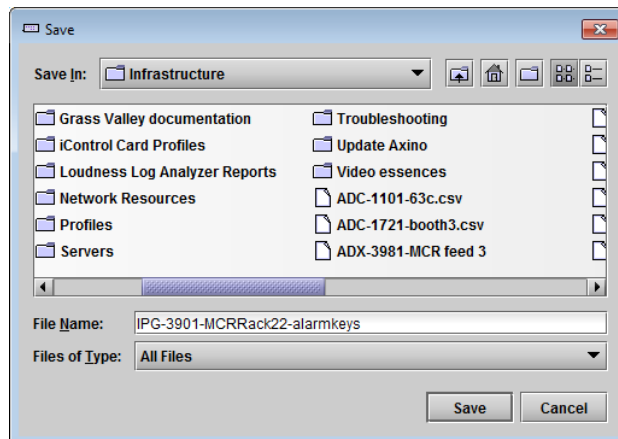 Save
Save In: Infrastructure
Grass Valley documentation
iControl Card Profiles
Loudness Log Analyzer Reports
Network Resources
Profiles
Servers
Troubleshooting
Update Axino
Video essences
ADC-1101-63c.csv
ADC-1721-booth3.csv
ADX-3981-MCR feed 3
File Name: IPG-3901-MCRRack22-alarmkeys
Files of Type: All Files
Save Cancel